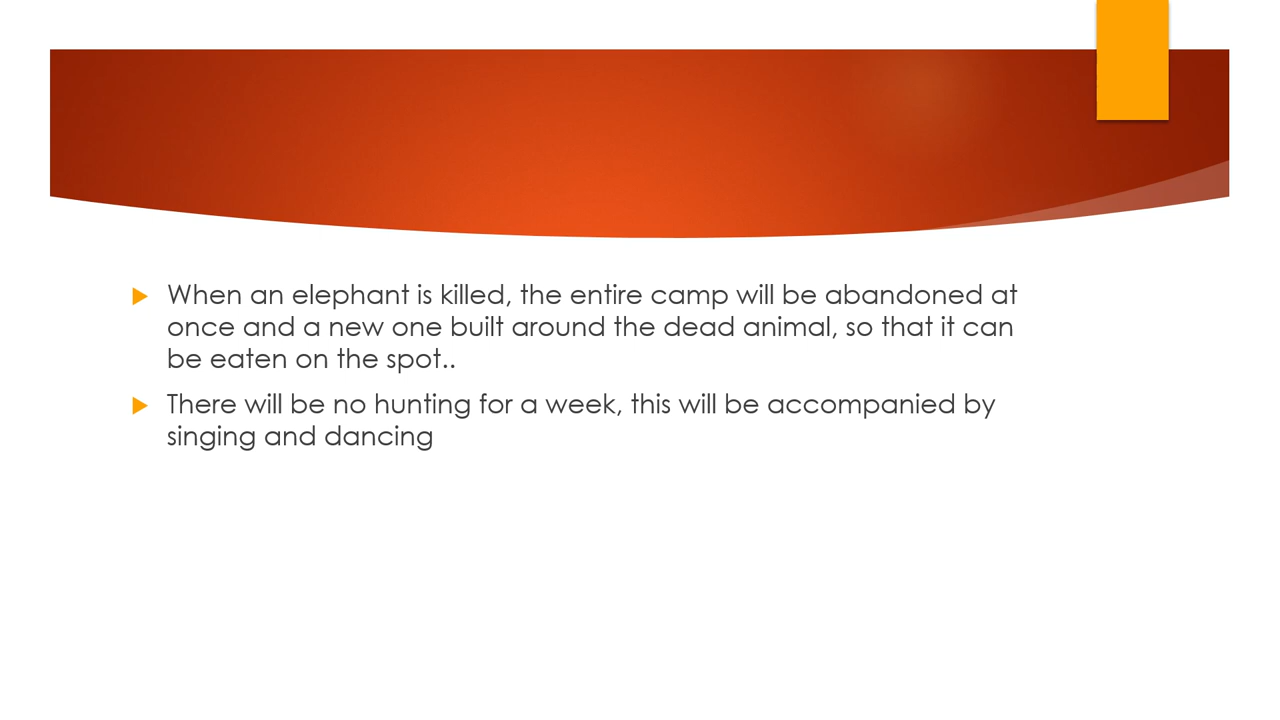 When an elephant is killed, the entire camp will be abandoned at
once and a new one built around the dead animal, so that it can
be eaten on the spot..
There will be no hunting for a week, this will be accompanied by
singing and dancing